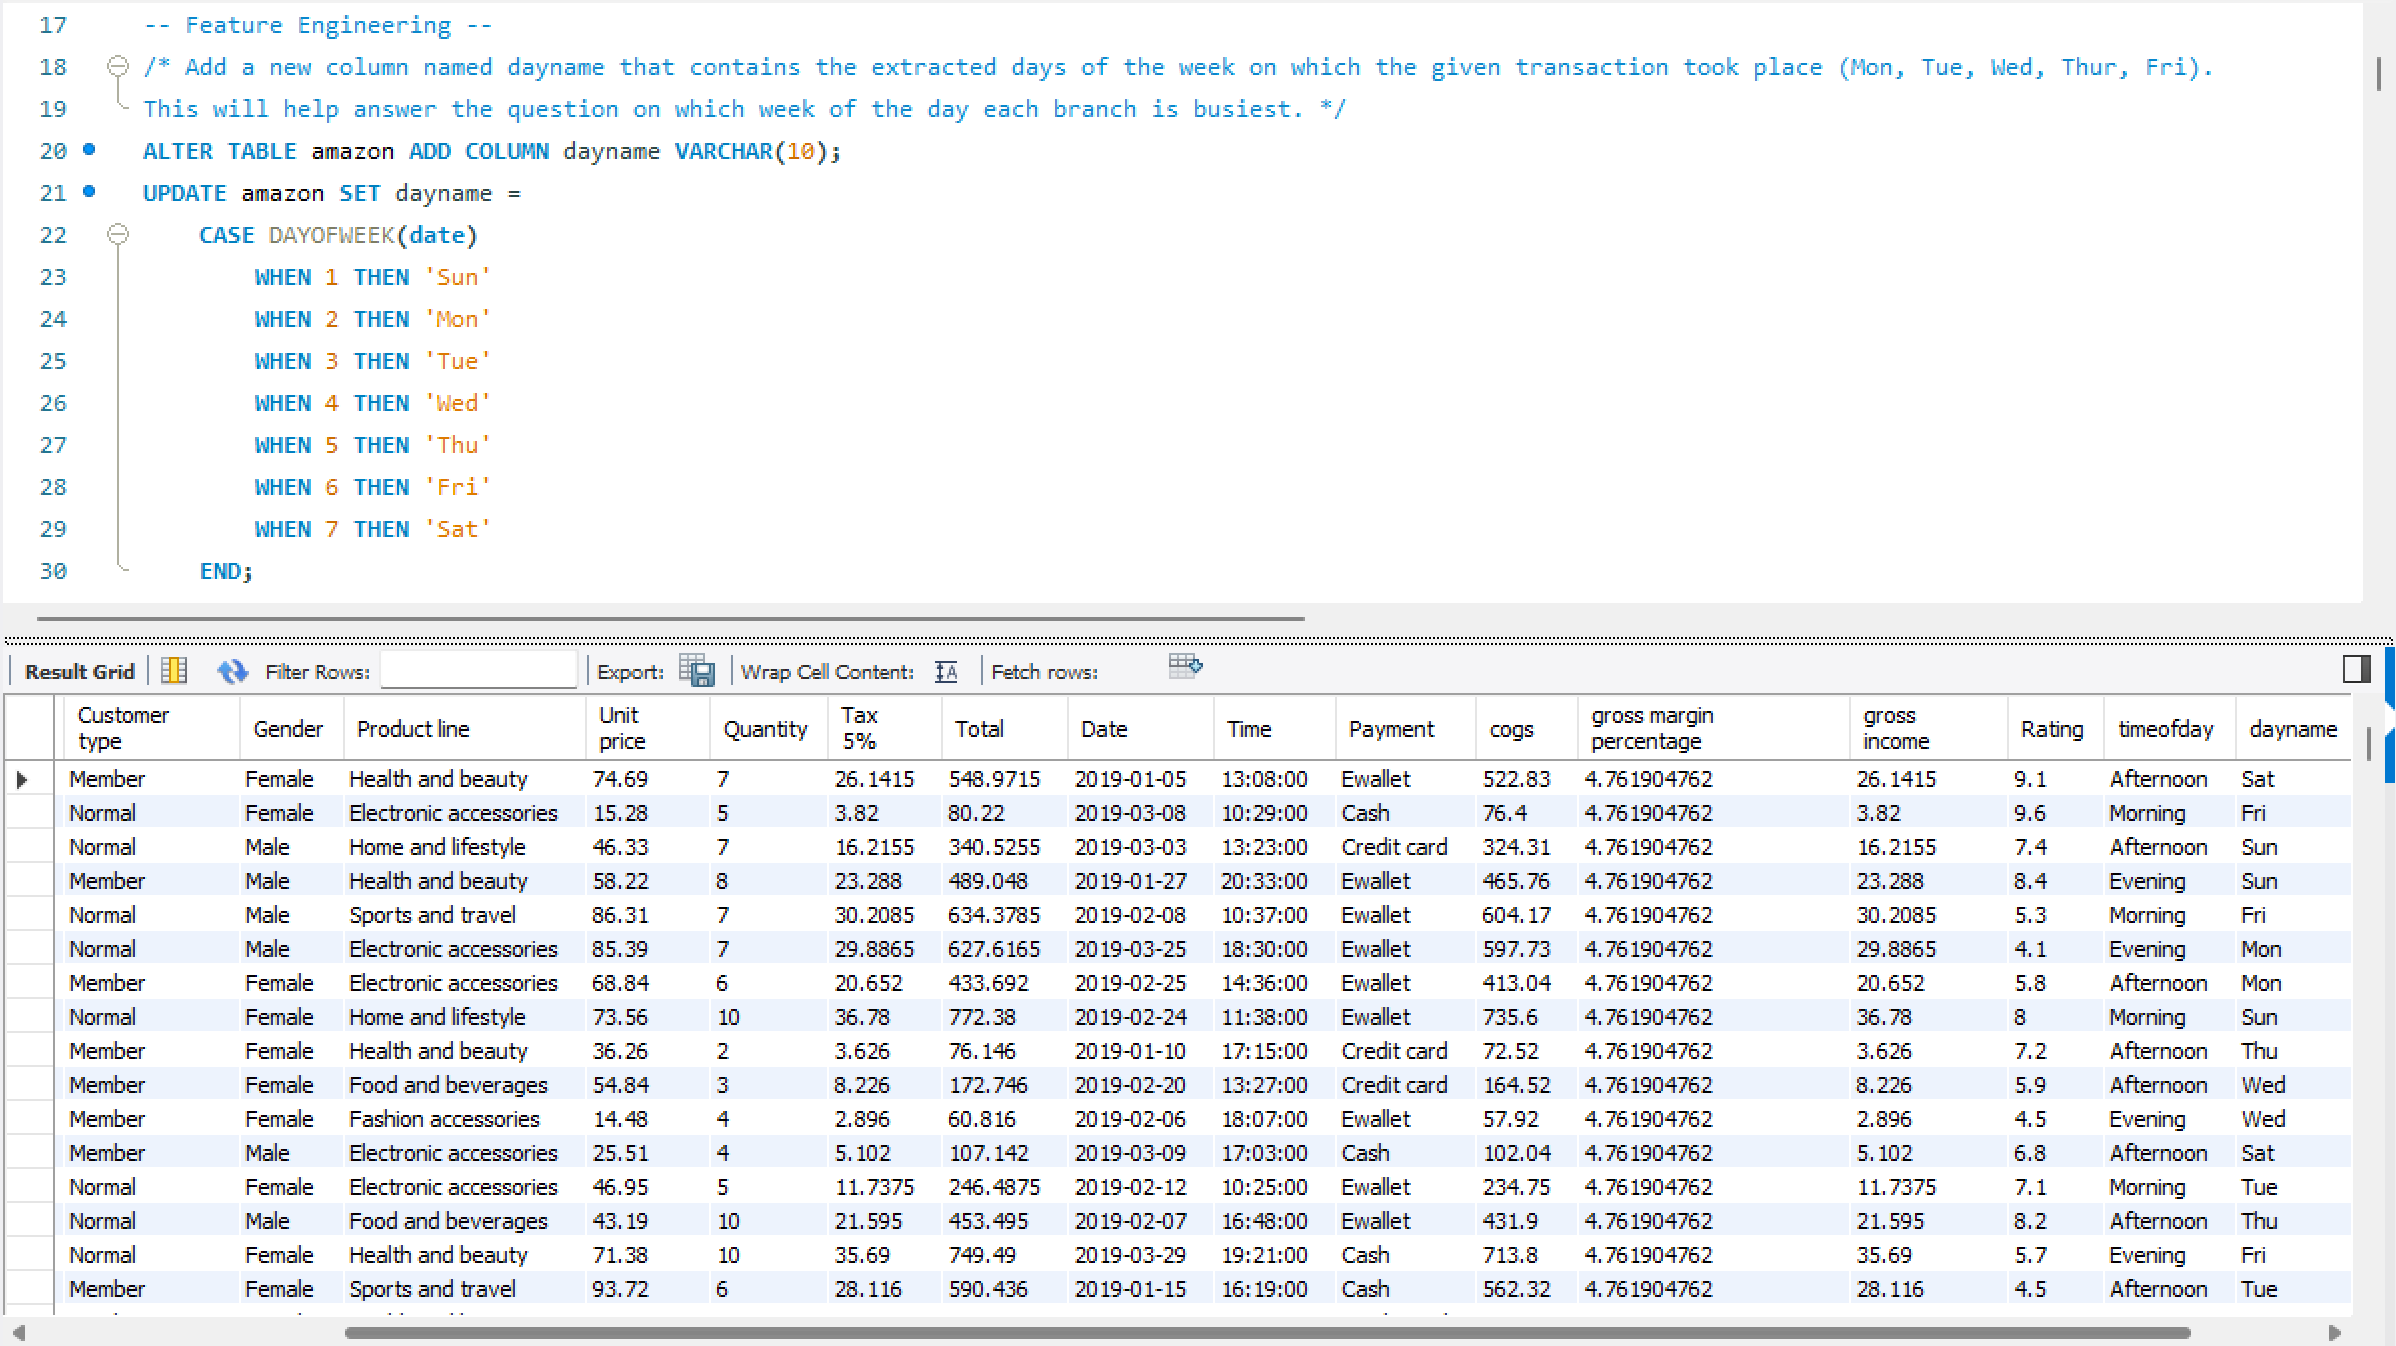 17 -- Feature Engineering --
18 /* Add a new column named dayname that contains the extracted days of the week on which the given transaction took place (Mon, Tue, Wed, Thur, Fri).
19 This will help answer the question on which week of the day each branch is busiest. */
20 ALTER TABLE amazon ADD COLUMN dayname VARCHAR(10);
21 UPDATE amazon SET dayname =
22 CASE DAYOFWEEK(date)
23 WHEN 1 THEN 'Sun'
24 WHEN 2 THEN 'Mon'
25 WHEN 3 THEN 'Tue'
26 WHEN 4 THEN 'Wed'
27 WHEN 5 THEN 'Thu'
28 WHEN 6 THEN 'Fri'
29 WHEN 7 THEN 'Sat'
30 END;
Result Grid Filter Rows: Export: Wrap Cell Content: Fetch rows:
Customer type Gender Product line Unit price Quantity Tax 5% Total Date Time Payment cogs gross margin percentage gross income Rating timeofday dayname
Member Female Health and beauty 74.69 7 26.1415 548.9715 2019-01-05 13:08:00 Ewallet 522.83 4.761904762 26.1415 9.1 Afternoon Sat
Normal Female Electronic accessories 15.28 5 3.82 80.22 2019-03-08 10:29:00 Cash 76.4 4.761904762 3.82 9.6 Morning Fri
Normal Male Home and lifestyle 46.33 7 16.2155 340.5255 2019-03-03 13:23:00 Credit card 324.31 4.761904762 16.2155 7.4 Afternoon Sun
Member Male Health and beauty 58.22 8 23.288 489.048 2019-01-27 20:33:00 Ewallet 465.76 4.761904762 23.288 8.4 Evening Sun
Normal Male Sports and travel 86.31 7 30.2085 634.3785 2019-02-08 10:37:00 Ewallet 604.17 4.761904762 30.2085 5.3 Morning Fri
Normal Male Electronic accessories 85.39 7 29.8865 627.6165 2019-03-25 18:30:00 Ewallet 597.73 4.761904762 29.8865 4.1 Evening Mon
Member Female Electronic accessories 68.84 6 20.652 433.692 2019-02-25 14:36:00 Ewallet 413.04 4.761904762 20.652 5.8 Afternoon Mon
Normal Female Home and lifestyle 73.56 10 36.78 772.38 2019-02-24 11:38:00 Ewallet 735.6 4.761904762 36.78 8 Morning Sun
Member Female Health and beauty 36.26 2 3.626 76.146 2019-01-10 17:15:00 Credit card 72.52 4.761904762 3.626 7.2 Afternoon Thu
Member Female Food and beverages 54.84 3 8.226 172.746 2019-02-20 13:27:00 Credit card 164.52 4.761904762 8.226 5.9 Afternoon Wed
Member Female Fashion accessories 14.48 4 2.896 60.816 2019-02-06 18:07:00 Ewallet 57.92 4.761904762 2.896 4.5 Evening Wed
Member Male Electronic accessories 25.51 4 5.102 107.142 2019-03-09 17:03:00 Cash 102.04 4.761904762 5.102 6.8 Afternoon Sat
Normal Female Electronic accessories 46.95 5 11.7375 246.4875 2019-02-12 10:25:00 Ewallet 234.75 4.761904762 11.7375 7.1 Morning Tue
Normal Male Food and beverages 43.19 10 21.595 453.495 2019-02-07 16:48:00 Ewallet 431.9 4.761904762 21.595 8.2 Afternoon Thu
Normal Female Health and beauty 71.38 10 35.69 749.49 2019-03-29 19:21:00 Cash 713.8 4.761904762 35.69 5.7 Evening Fri
Member Female Sports and travel 93.72 6 28.116 590.436 2019-01-15 16:19:00 Cash 562.32 4.761904762 28.116 4.5 Afternoon Tue